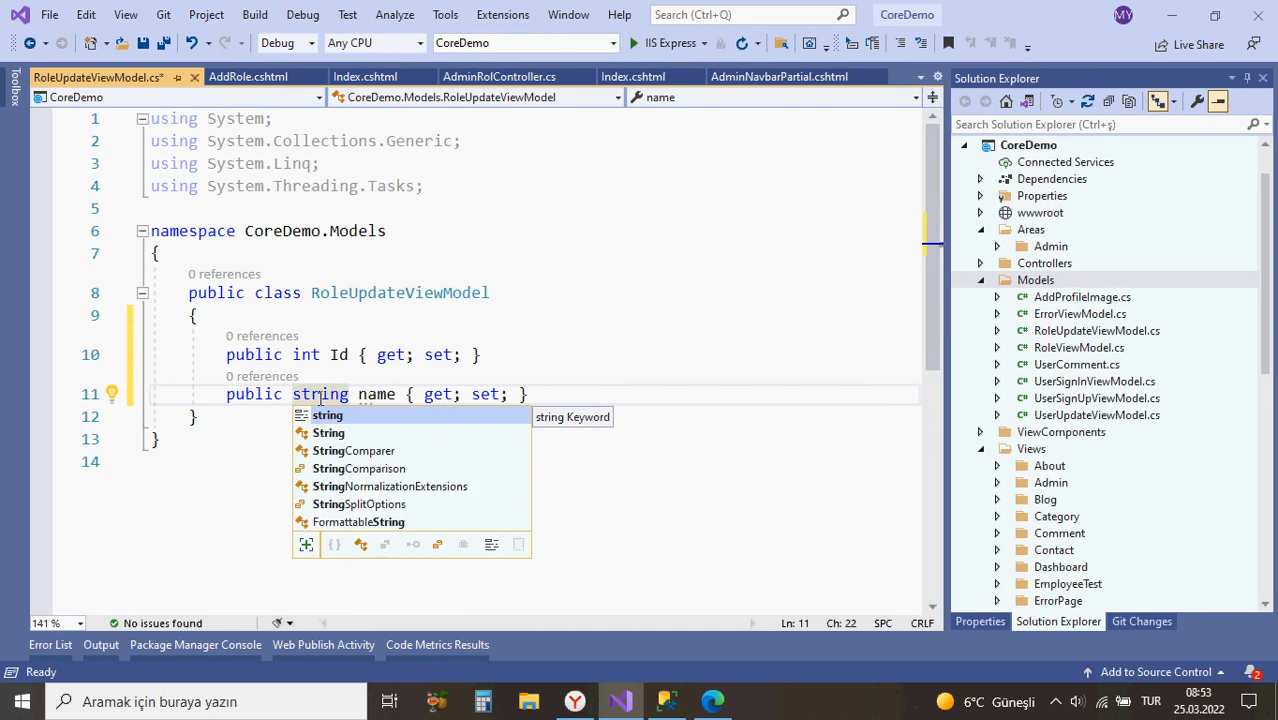 File Edit View Git Project Build Debug Test Analyze Tools Extensions Window Help Search (Ctrl+Q) CoreDemo MY
Debug Any CPU CoreDemo IIS Express Live Share
RoleUpdateViewModel.cs* AddRole.cshtml Index.cshtml AdminRolController.cs Index.cshtml AdminNavbarPartial.cshtml
CoreDemo CoreDemo.Models.RoleUpdateViewModel name
Toolbox
1 using System;
2 using System.Collections.Generic;
3 using System.Linq;
4 using System.Threading.Tasks;
5
6 namespace CoreDemo.Models
7 {
0 references
8 public class RoleUpdateViewModel
9 {
0 references
10 public int Id { get; set; }
0 references
11 public string name { get; set; }
12 }
13 }
14
string
String
StringComparer
StringComparison
StringNormalizationExtensions
StringSplitOptions
FormattableString
string Keyword
141 % No issues found Ln: 11 Ch: 22 SPC CRLF
Solution Explorer
Search Solution Explorer (Ctrl+ş)
CoreDemo
Connected Services
Dependencies
Properties
wwwroot
Areas
Admin
Controllers
Models
C# AddProfileImage.cs
C# ErrorViewModel.cs
C# RoleUpdateViewModel.cs
C# RoleViewModel.cs
C# UserComment.cs
C# UserSignInViewModel.cs
C# UserSignUpViewModel.cs
C# UserUpdateViewModel.cs
ViewComponents
Views
About
Admin
Blog
Category
Comment
Contact
Dashboard
EmployeeTest
ErrorPage
Properties Solution Explorer Git Changes
Error List Output Package Manager Console Web Publish Activity Code Metrics Results
Ready Add to Source Control 2
Aramak için buraya yazın 6°C Güneşli TUR 08:53
25.03.2022